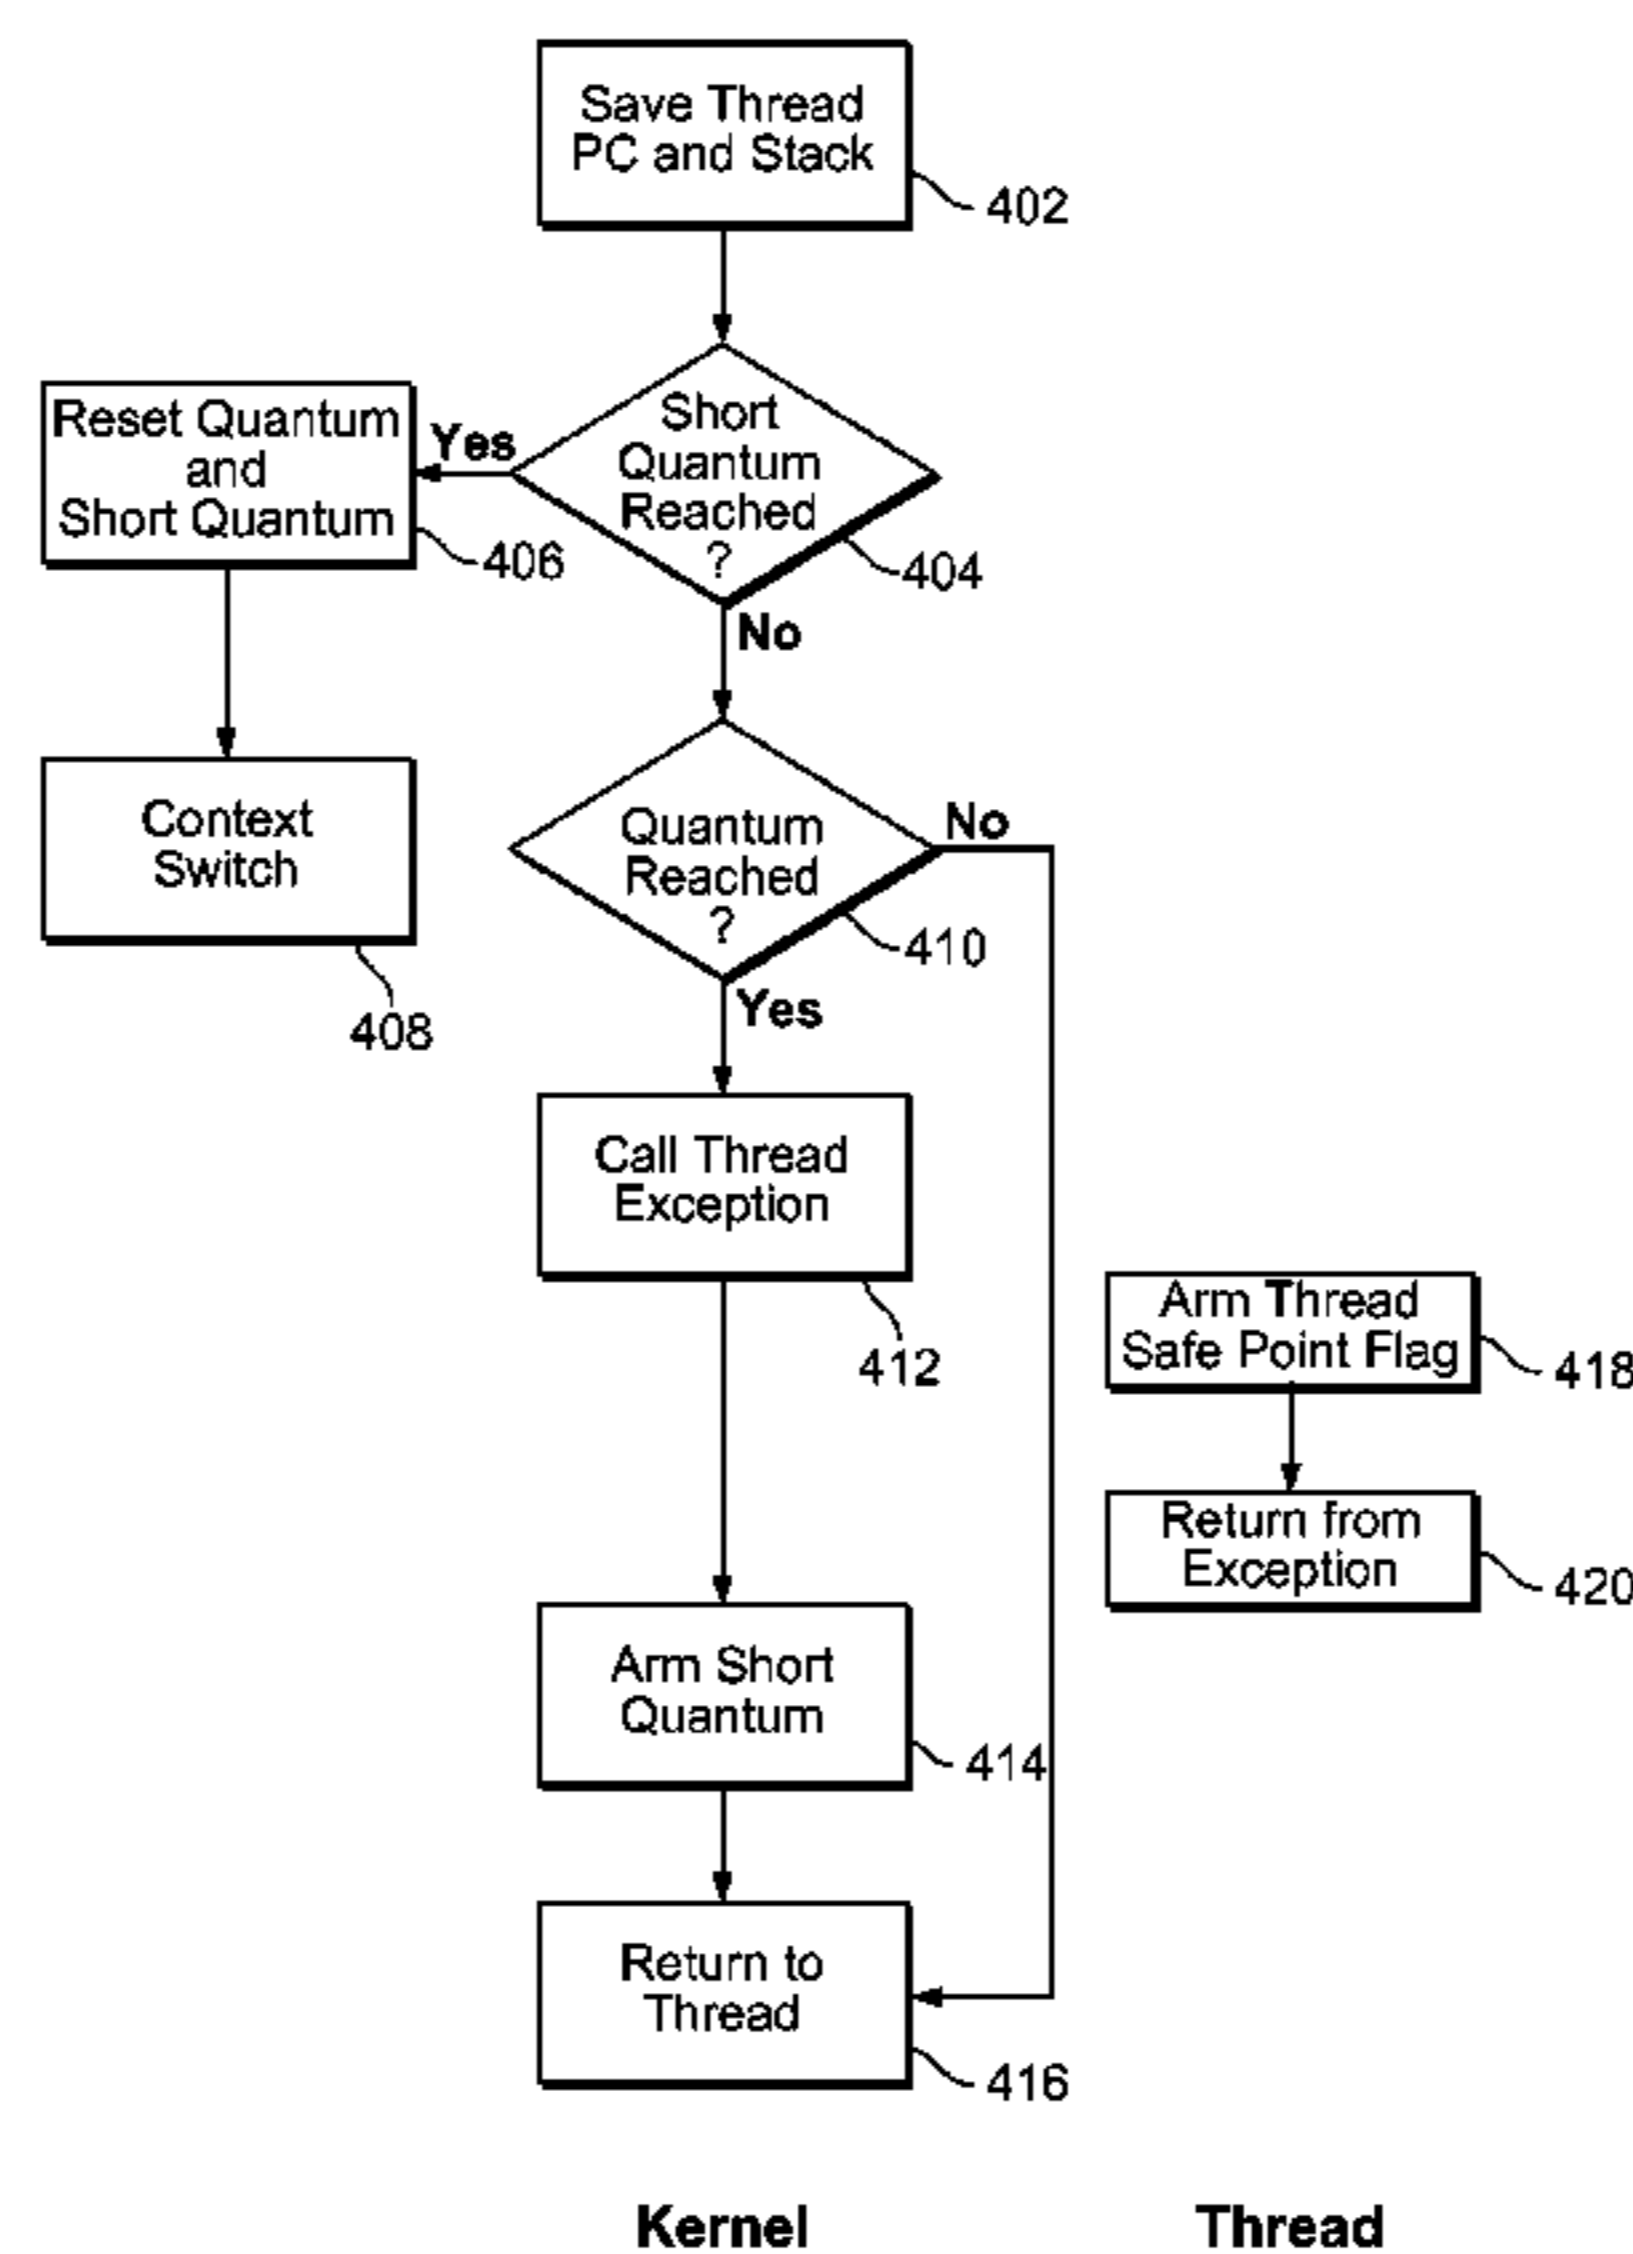 Save Thread
PC and Stack
402
Short
Quantum
Reached
?
404
Yes
Reset Quantum
and
Short Quantum
406
No
Context
Switch
408
Quantum
Reached
?
410
No
Yes
Call Thread
Exception
412
Arm Thread
Safe Point Flag
418
Return from
Exception
420
Arm Short
Quantum
414
Return to
Thread
416
Kernel
Thread